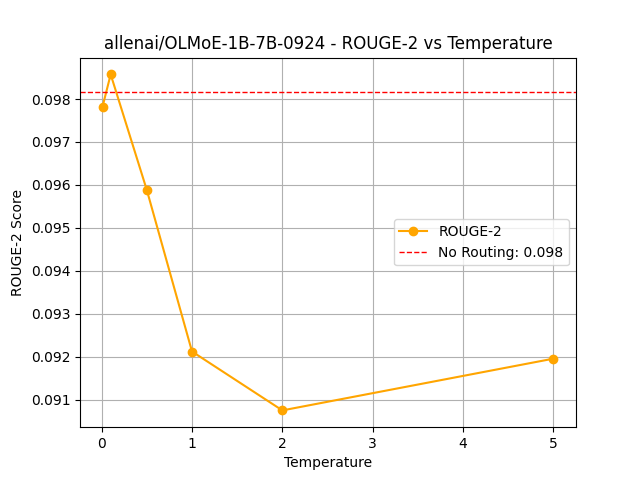 allenai/OLMoE-1B-7B-0924 - ROUGE-2 vs Temperature
ROUGE-2 Score
0.098
0.097
0.096
0.095
0.094
0.093
0.092
0.091
ROUGE-2
No Routing: 0.098
0 1 2 3 4 5
Temperature